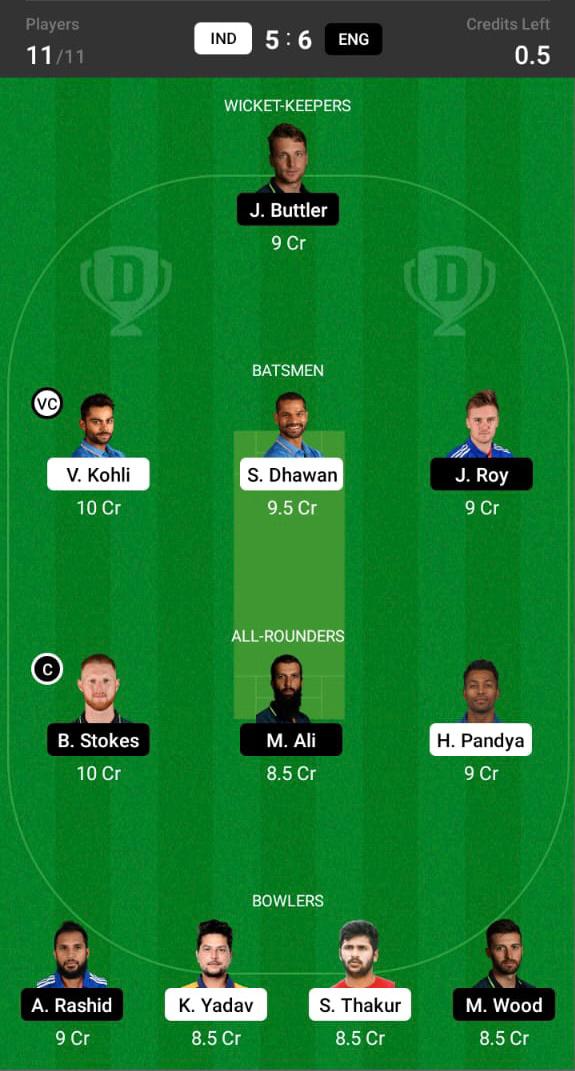 Players
Credits Left
11/11
IND 5 : 6 ENG
0.5
WICKET-KEEPERS
J. Buttler
9 Cr
D D
BATSMEN
VC
V. Kohli S. Dhawan J. Roy
10 Cr 9.5 Cr 9 Cr
ALL-ROUNDERS
C
B. Stokes M. Ali H. Pandya
10 Cr 8.5 Cr 9 Cr
BOWLERS
A. Rashid K. Yadav S. Thakur M. Wood
9 Cr 8.5 Cr 8.5 Cr 8.5 Cr